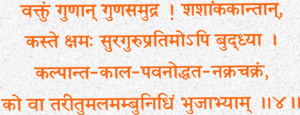 वक्तुं गुणान् गुणसमुद्र ! शशांककान्तान्,
कस्ते क्षमः सुरगुरुप्रतिमोऽपि बुद्ध्या ।
कल्पान्त-काल-पवनोद्धत-नक्रचक्रं,
को वा तरीतुमलमम्बुनिधिं भुजाभ्याम् ॥४॥